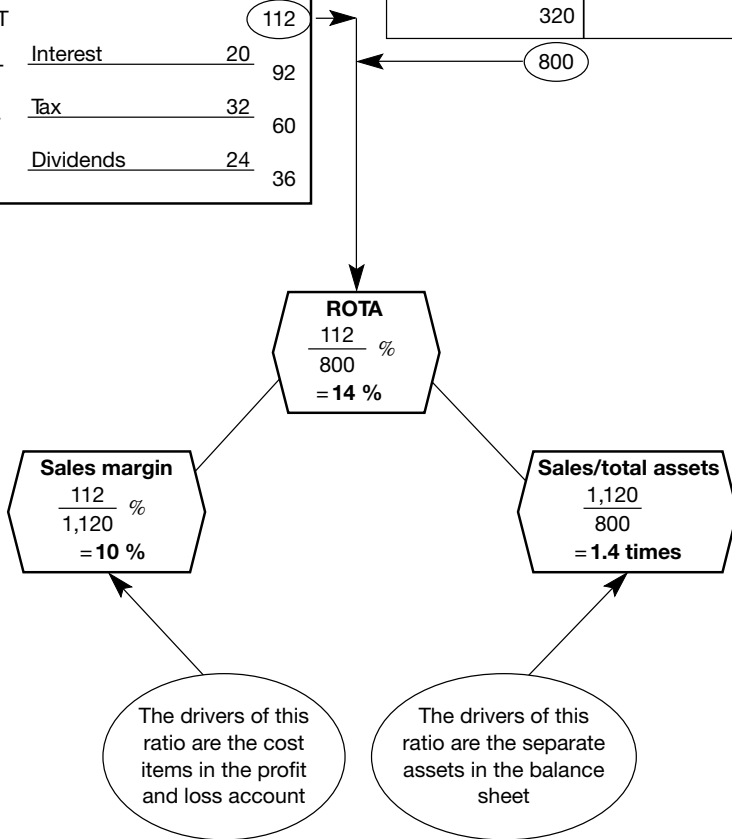 T
112
320
Interest 20
800
92
Tax 32
60
Dividends 24
36
ROTA
112
800
%
= 14 %
Sales margin
112
1,120
%
= 10 %
Sales/total assets
1,120
800
= 1.4 times
The drivers of this
ratio are the cost
items in the profit
and loss account
The drivers of this
ratio are the separate
assets in the balance
sheet